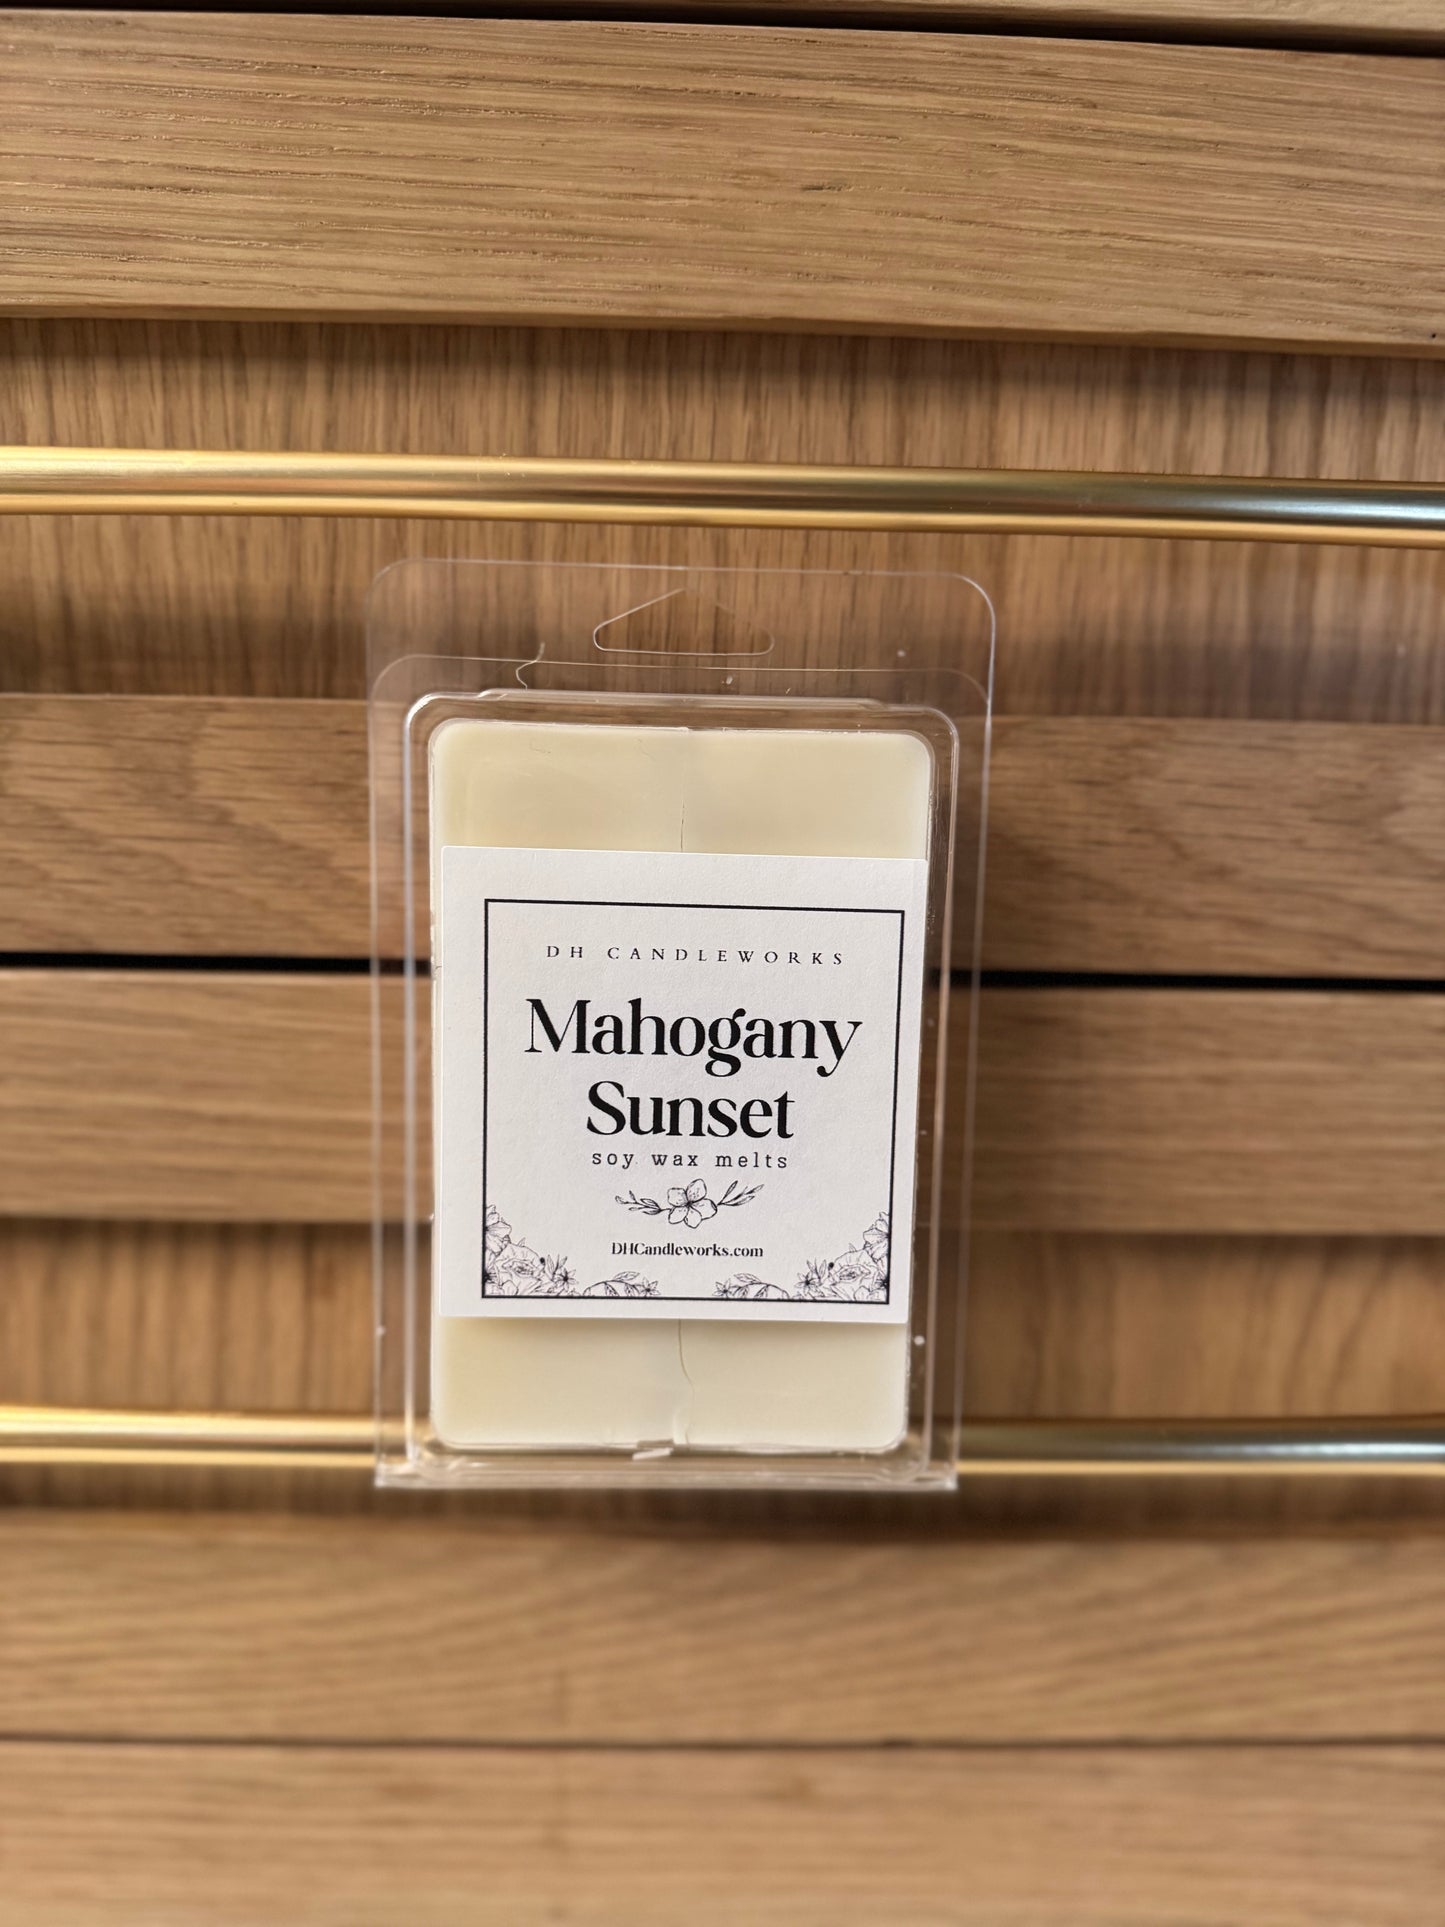 DH CANDLEWORKS
Mahogany
Sunset
soy wax melts
DHCandleworks.com